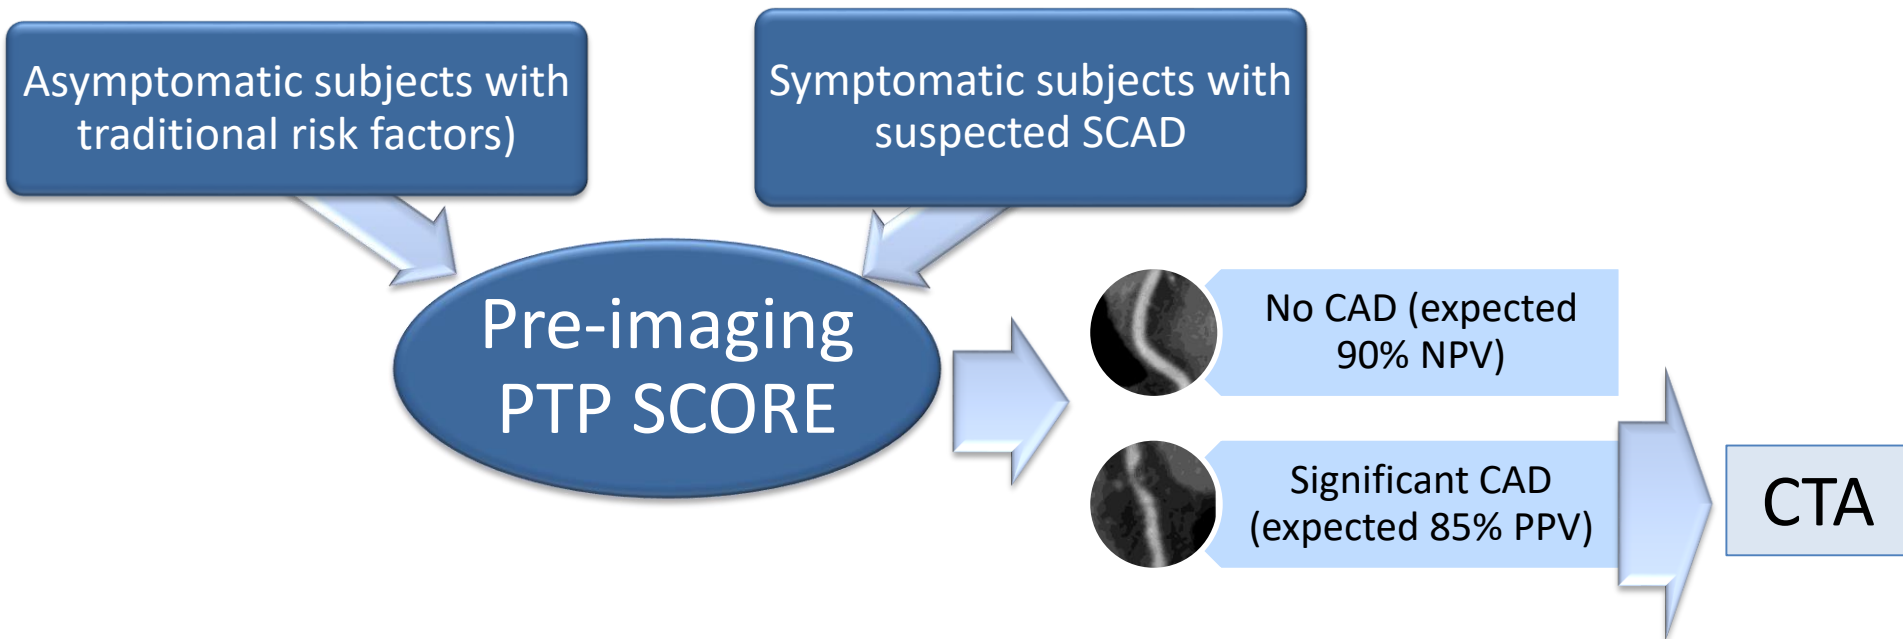 Asymptomatic subjects with
traditional risk factors)
Symptomatic subjects with
suspected SCAD
Pre-imaging
PTP SCORE
No CAD (expected
90% NPV)
Significant CAD
(expected 85% PPV)
CTA